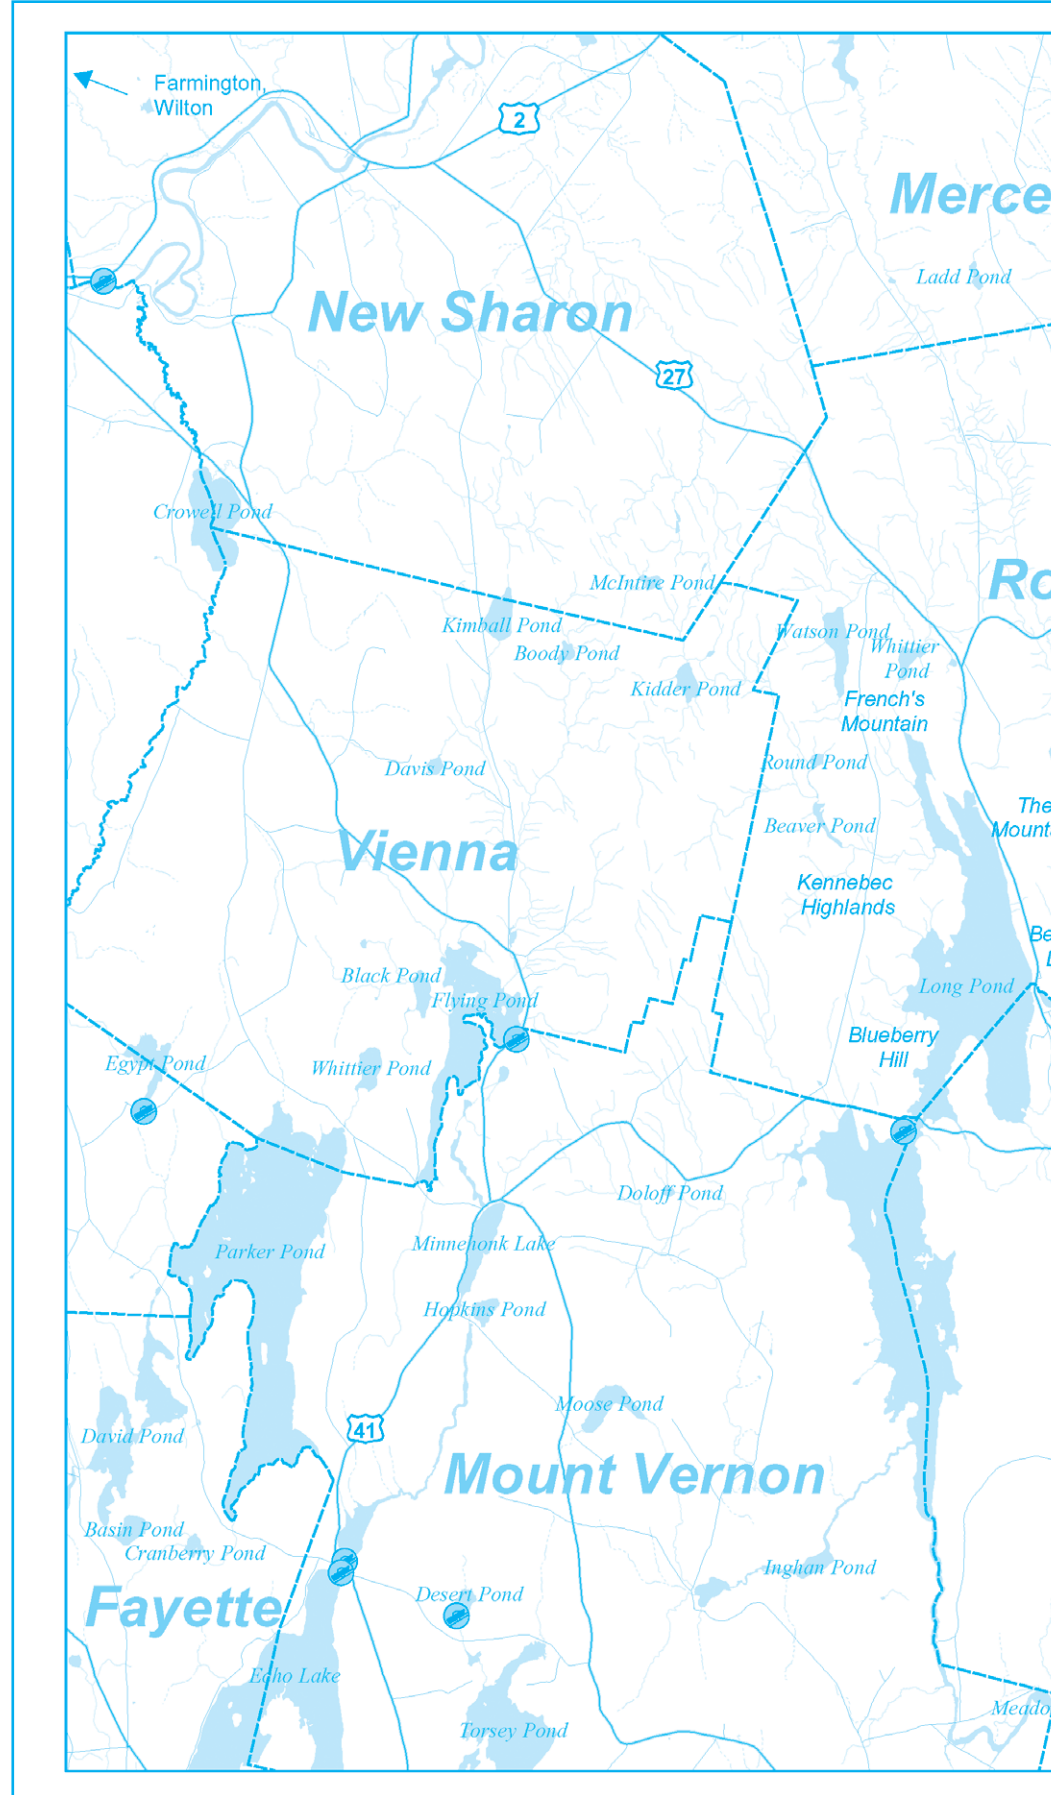 Farmington,
Wilton
2
Merce
Ladd Pond
New Sharon
27
Crowell Pond
McIntire Pond
Ro
Kimball Pond
Boody Pond
Watson Pond
Whittier
Pond
Kidder Pond
French's
Mountain
Davis Pond
Round Pond
The
Mounta
Beaver Pond
Vienna
Kennebec
Highlands
Be
L
Black Pond
Flying Pond
Long Pond
Blueberry
Hill
Egypt Pond
Whittier Pond
Doloff Pond
Parker Pond
Minnehonk Lake
Hopkins Pond
Moose Pond
41
David Pond
Mount Vernon
Basin Pond
Cranberry Pond
Inghan Pond
Fayette
Desert Pond
Echo Lake
Torsey Pond
Meado